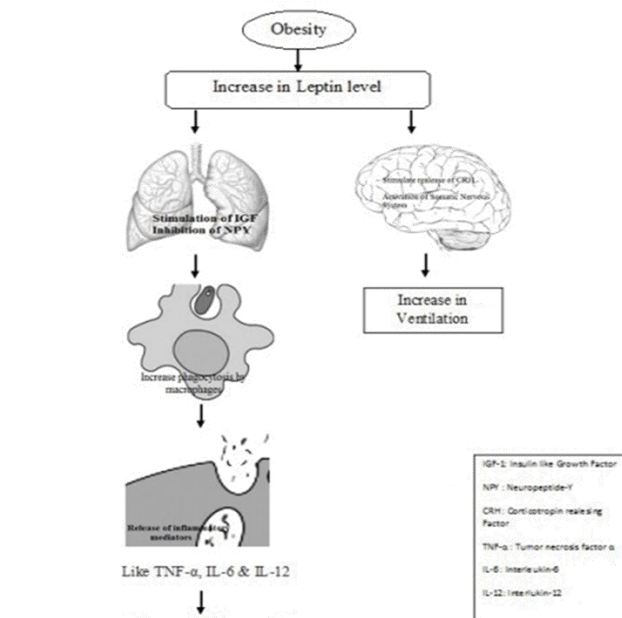 Obesity
Increase in Leptin level
Stimulation of IGF
Inhibition of NPY
Stimulate realease of CRH,
Activation of Somatic Nervous
System
Increase in
Ventilation
Increase phagocytosis by
macrophages
Release of inflammatory
mediators
Like TNF-α, IL-6 & IL-12
IGF-1: Insulin like Growth Factor
NPY : Neuropeptide-Y
CRH: Corticotropin realesing
Factor
TNF-α : Tumor necrosis factor α
IL-6 : Interleukin-6
IL-12: Interlukin-12